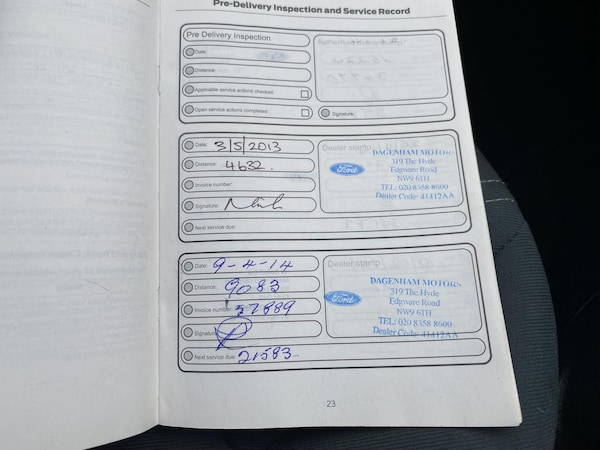 Pre-Delivery Inspection and Service Record
Pre Delivery Inspection
Date:
Distance:
Applicable service actions checked:
Open service actions completed:
Signature:
Date: 3/5/2013
Distance: 4632.
Invoice number:
Signature:
Next service due:
Dealer stamp
Ford
DAGENHAM MOTORS
319 The Hyde
Edgware Road
NW9 6TH
TEL: 020 8358 8600
Dealer Code: 41412AA
Date: 9-4-14
Distance: 9083
Invoice number: 57889
Signature:
Next service due: 21583
Dealer stamp
Ford
DAGENHAM MOTORS
319 The Hyde
Edgware Road
NW9 6TH
TEL: 020 8358 8600
Dealer Code: 41412AA
23